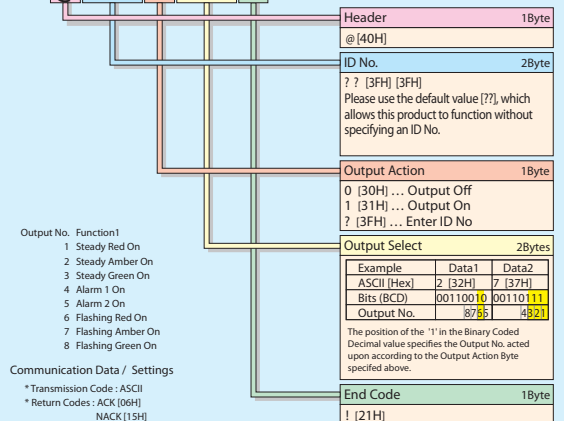 Header 1Byte
@ [40H]
ID No. 2Byte
? ? [3FH] [3FH]
Please use the default value [??], which
allows this product to function without
specifying an ID No.
Output Action 1Byte
0 [30H] ... Output Off
1 [31H] ... Output On
? [3FH] ... Enter ID No
Output Select 2Bytes
Example Data1 Data2
ASCII [Hex] 2 [32H] 7 [37H]
Bits (BCD) 00110010 00110111
Output No. 8765 4321
The position of the '1' in the Binary Coded
Decimal value specifies the Output No. acted
upon according to the Output Action Byte
specifed above.
End Code 1Byte
! [21H]
Output No. Function1
1 Steady Red On
2 Steady Amber On
3 Steady Green On
4 Alarm 1 On
5 Alarm 2 On
6 Flashing Red On
7 Flashing Amber On
8 Flashing Green On
Communication Data / Settings
* Transmission Code : ASCII
* Return Codes : ACK [06H]
NACK [15H]